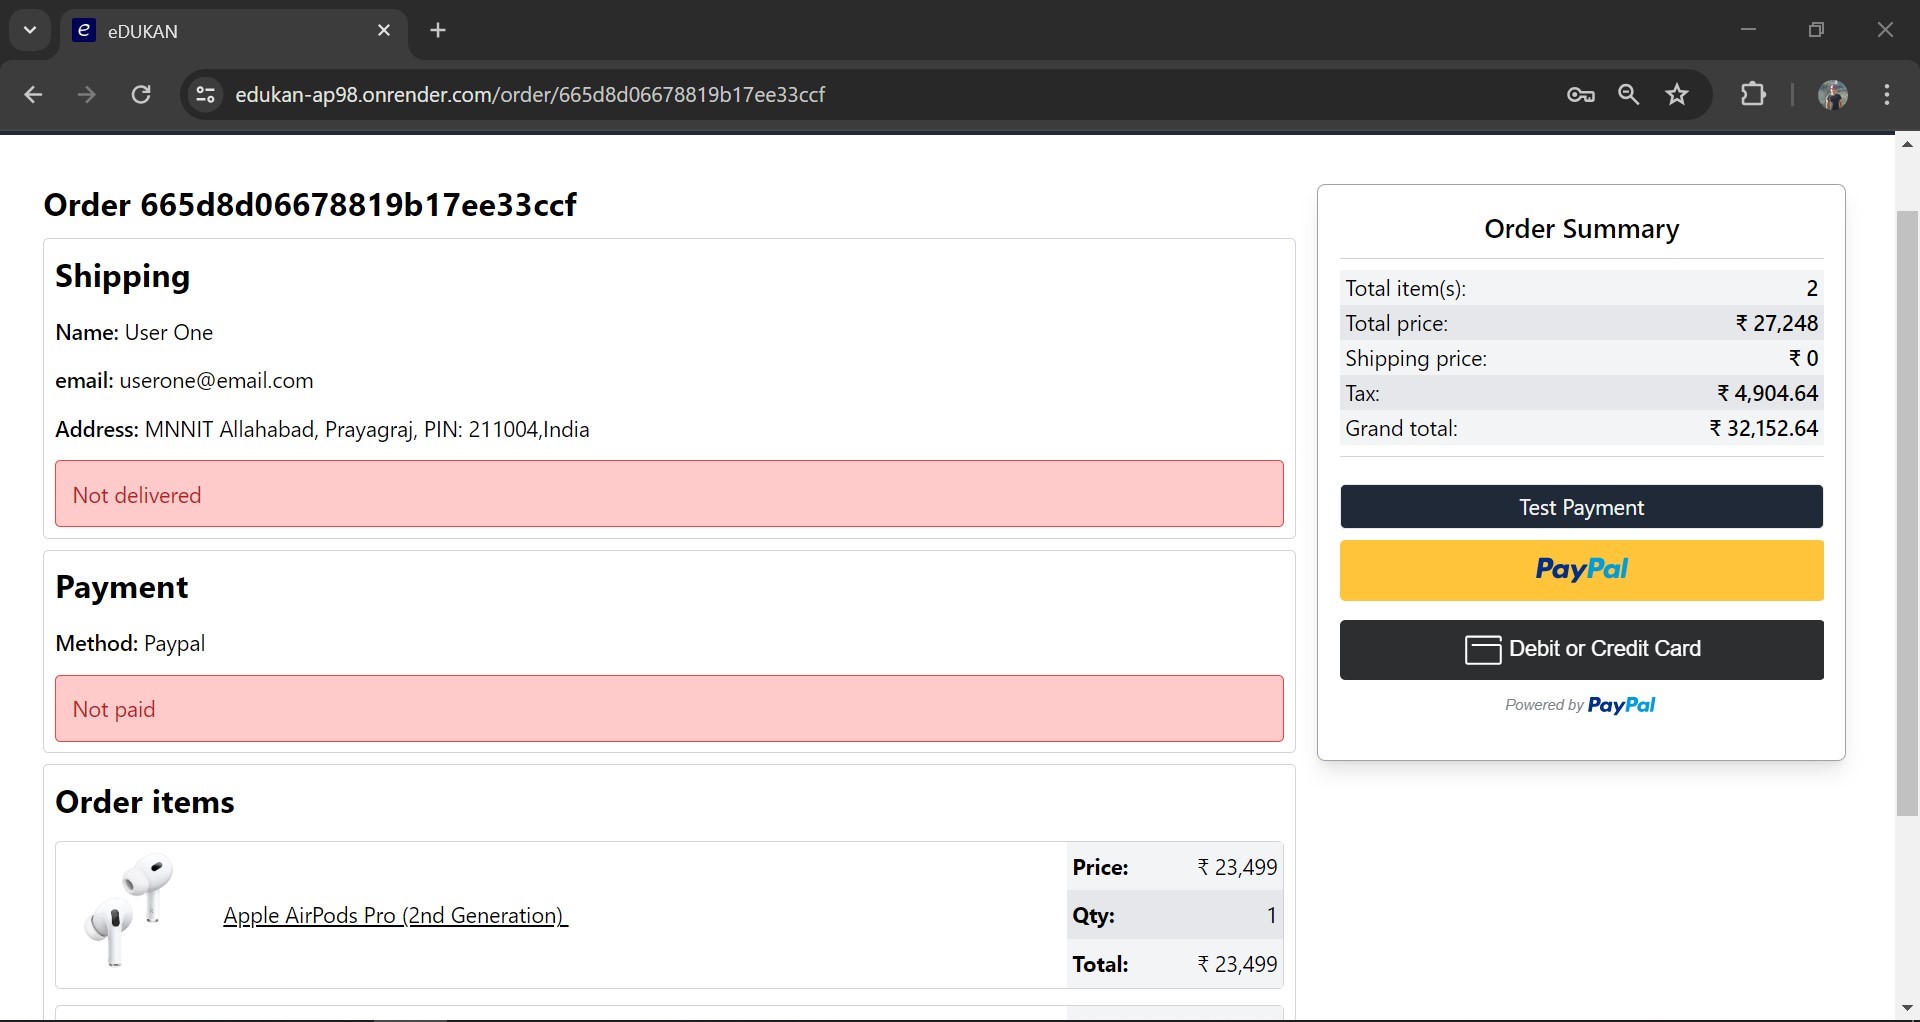 eDUKAN
edukan-ap98.onrender.com/order/665d8d06678819b17ee33ccf
Order 665d8d06678819b17ee33ccf
Shipping
Name: User One
email: userone@email.com
Address: MNNIT Allahabad, Prayagraj, PIN: 211004,India
Not delivered
Payment
Method: Paypal
Not paid
Order items
Apple AirPods Pro (2nd Generation)
Price: ₹ 23,499
Qty: 1
Total: ₹ 23,499
Order Summary
Total item(s): 2
Total price: ₹ 27,248
Shipping price: ₹ 0
Tax: ₹ 4,904.64
Grand total: ₹ 32,152.64
Test Payment
PayPal
Debit or Credit Card
Powered by PayPal